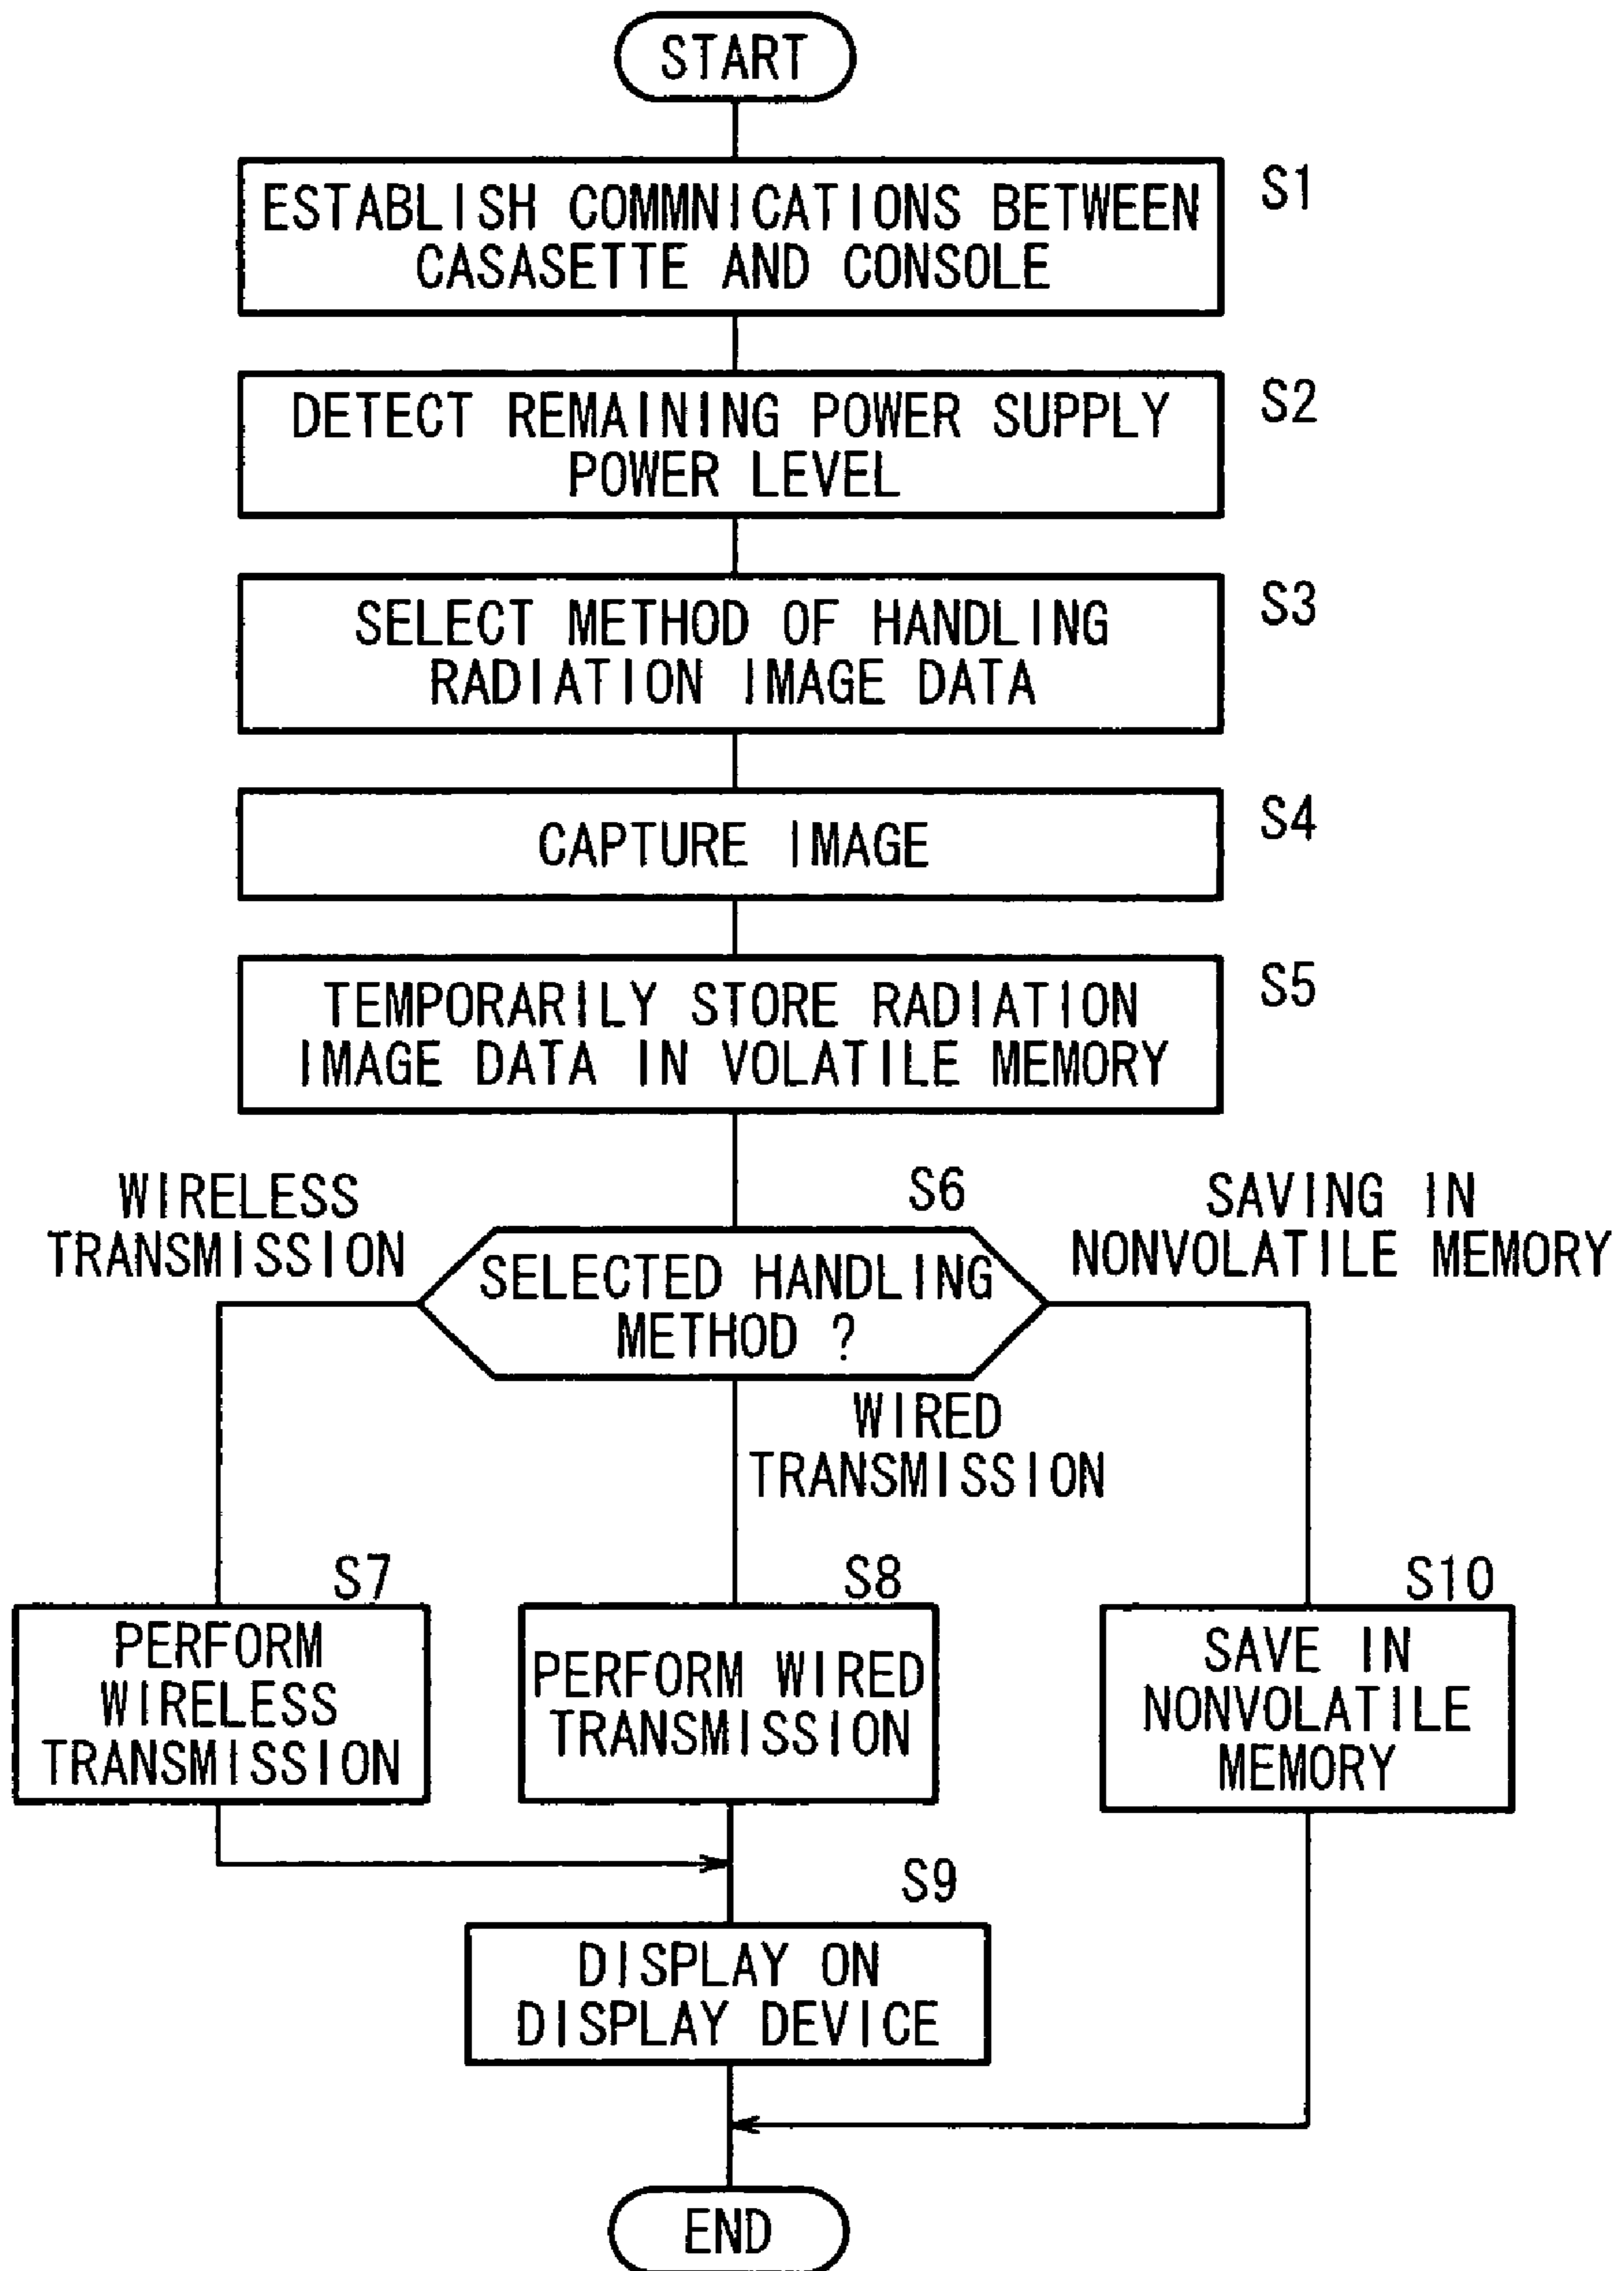 START
S1
ESTABLISH COMMNICATIONS BETWEEN
CASASETTE AND CONSOLE
S2
DETECT REMAINING POWER SUPPLY
POWER LEVEL
S3
SELECT METHOD OF HANDLING
RADIATION IMAGE DATA
S4
CAPTURE IMAGE
S5
TEMPORARILY STORE RADIATION
IMAGE DATA IN VOLATILE MEMORY
WIRELESS
TRANSMISSION
S6
SAVING IN
NONVOLATILE MEMORY
SELECTED HANDLING
METHOD ?
WIRED
TRANSMISSION
S7
PERFORM
WIRELESS
TRANSMISSION
S8
PERFORM WIRED
TRANSMISSION
S10
SAVE IN
NONVOLATILE
MEMORY
S9
DISPLAY ON
DISPLAY DEVICE
END